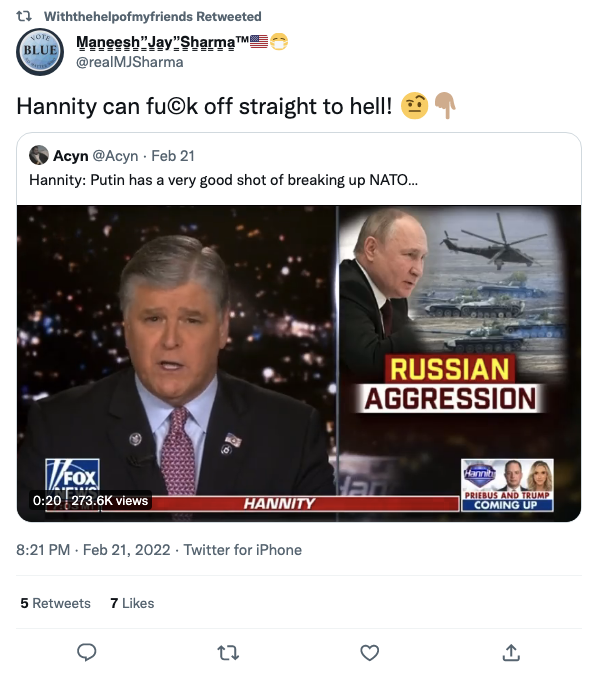 Withthehelpofmyfriends Retweeted
VOTE
BLUE
Maneesh”Jay”Sharma™🇺🇸😷
@realMJSharma
Hannity can fu©k off straight to hell! 🤨👇🏽
Acyn @Acyn · Feb 21
Hannity: Putin has a very good shot of breaking up NATO...
RUSSIAN
AGGRESSION
FOX
NEWS
Hannity
PRIEBUS AND TRUMP
COMING UP
0:20 273.6K views
HANNITY
8:21 PM · Feb 21, 2022 · Twitter for iPhone
5 Retweets 7 Likes